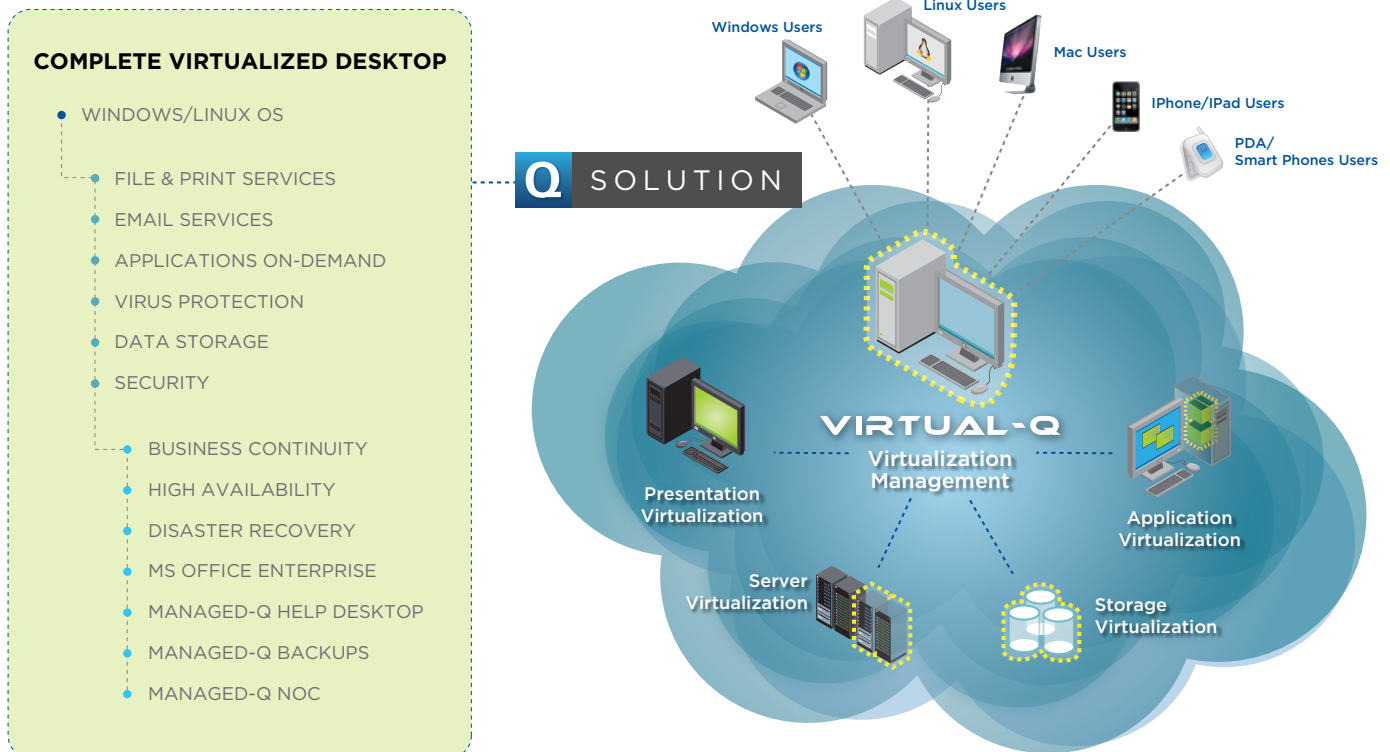 COMPLETE VIRTUALIZED DESKTOP
WINDOWS/LINUX OS
FILE & PRINT SERVICES
EMAIL SERVICES
APPLICATIONS ON-DEMAND
VIRUS PROTECTION
DATA STORAGE
SECURITY
BUSINESS CONTINUITY
HIGH AVAILABILITY
DISASTER RECOVERY
MS OFFICE ENTERPRISE
MANAGED-Q HELP DESKTOP
MANAGED-Q BACKUPS
MANAGED-Q NOC
Q SOLUTION
Windows Users
Linux Users
Mac Users
IPhone/IPad Users
PDA/
Smart Phones Users
VIRTUAL-Q
Virtualization
Management
Presentation
Virtualization
Application
Virtualization
Server
Virtualization
Storage
Virtualization